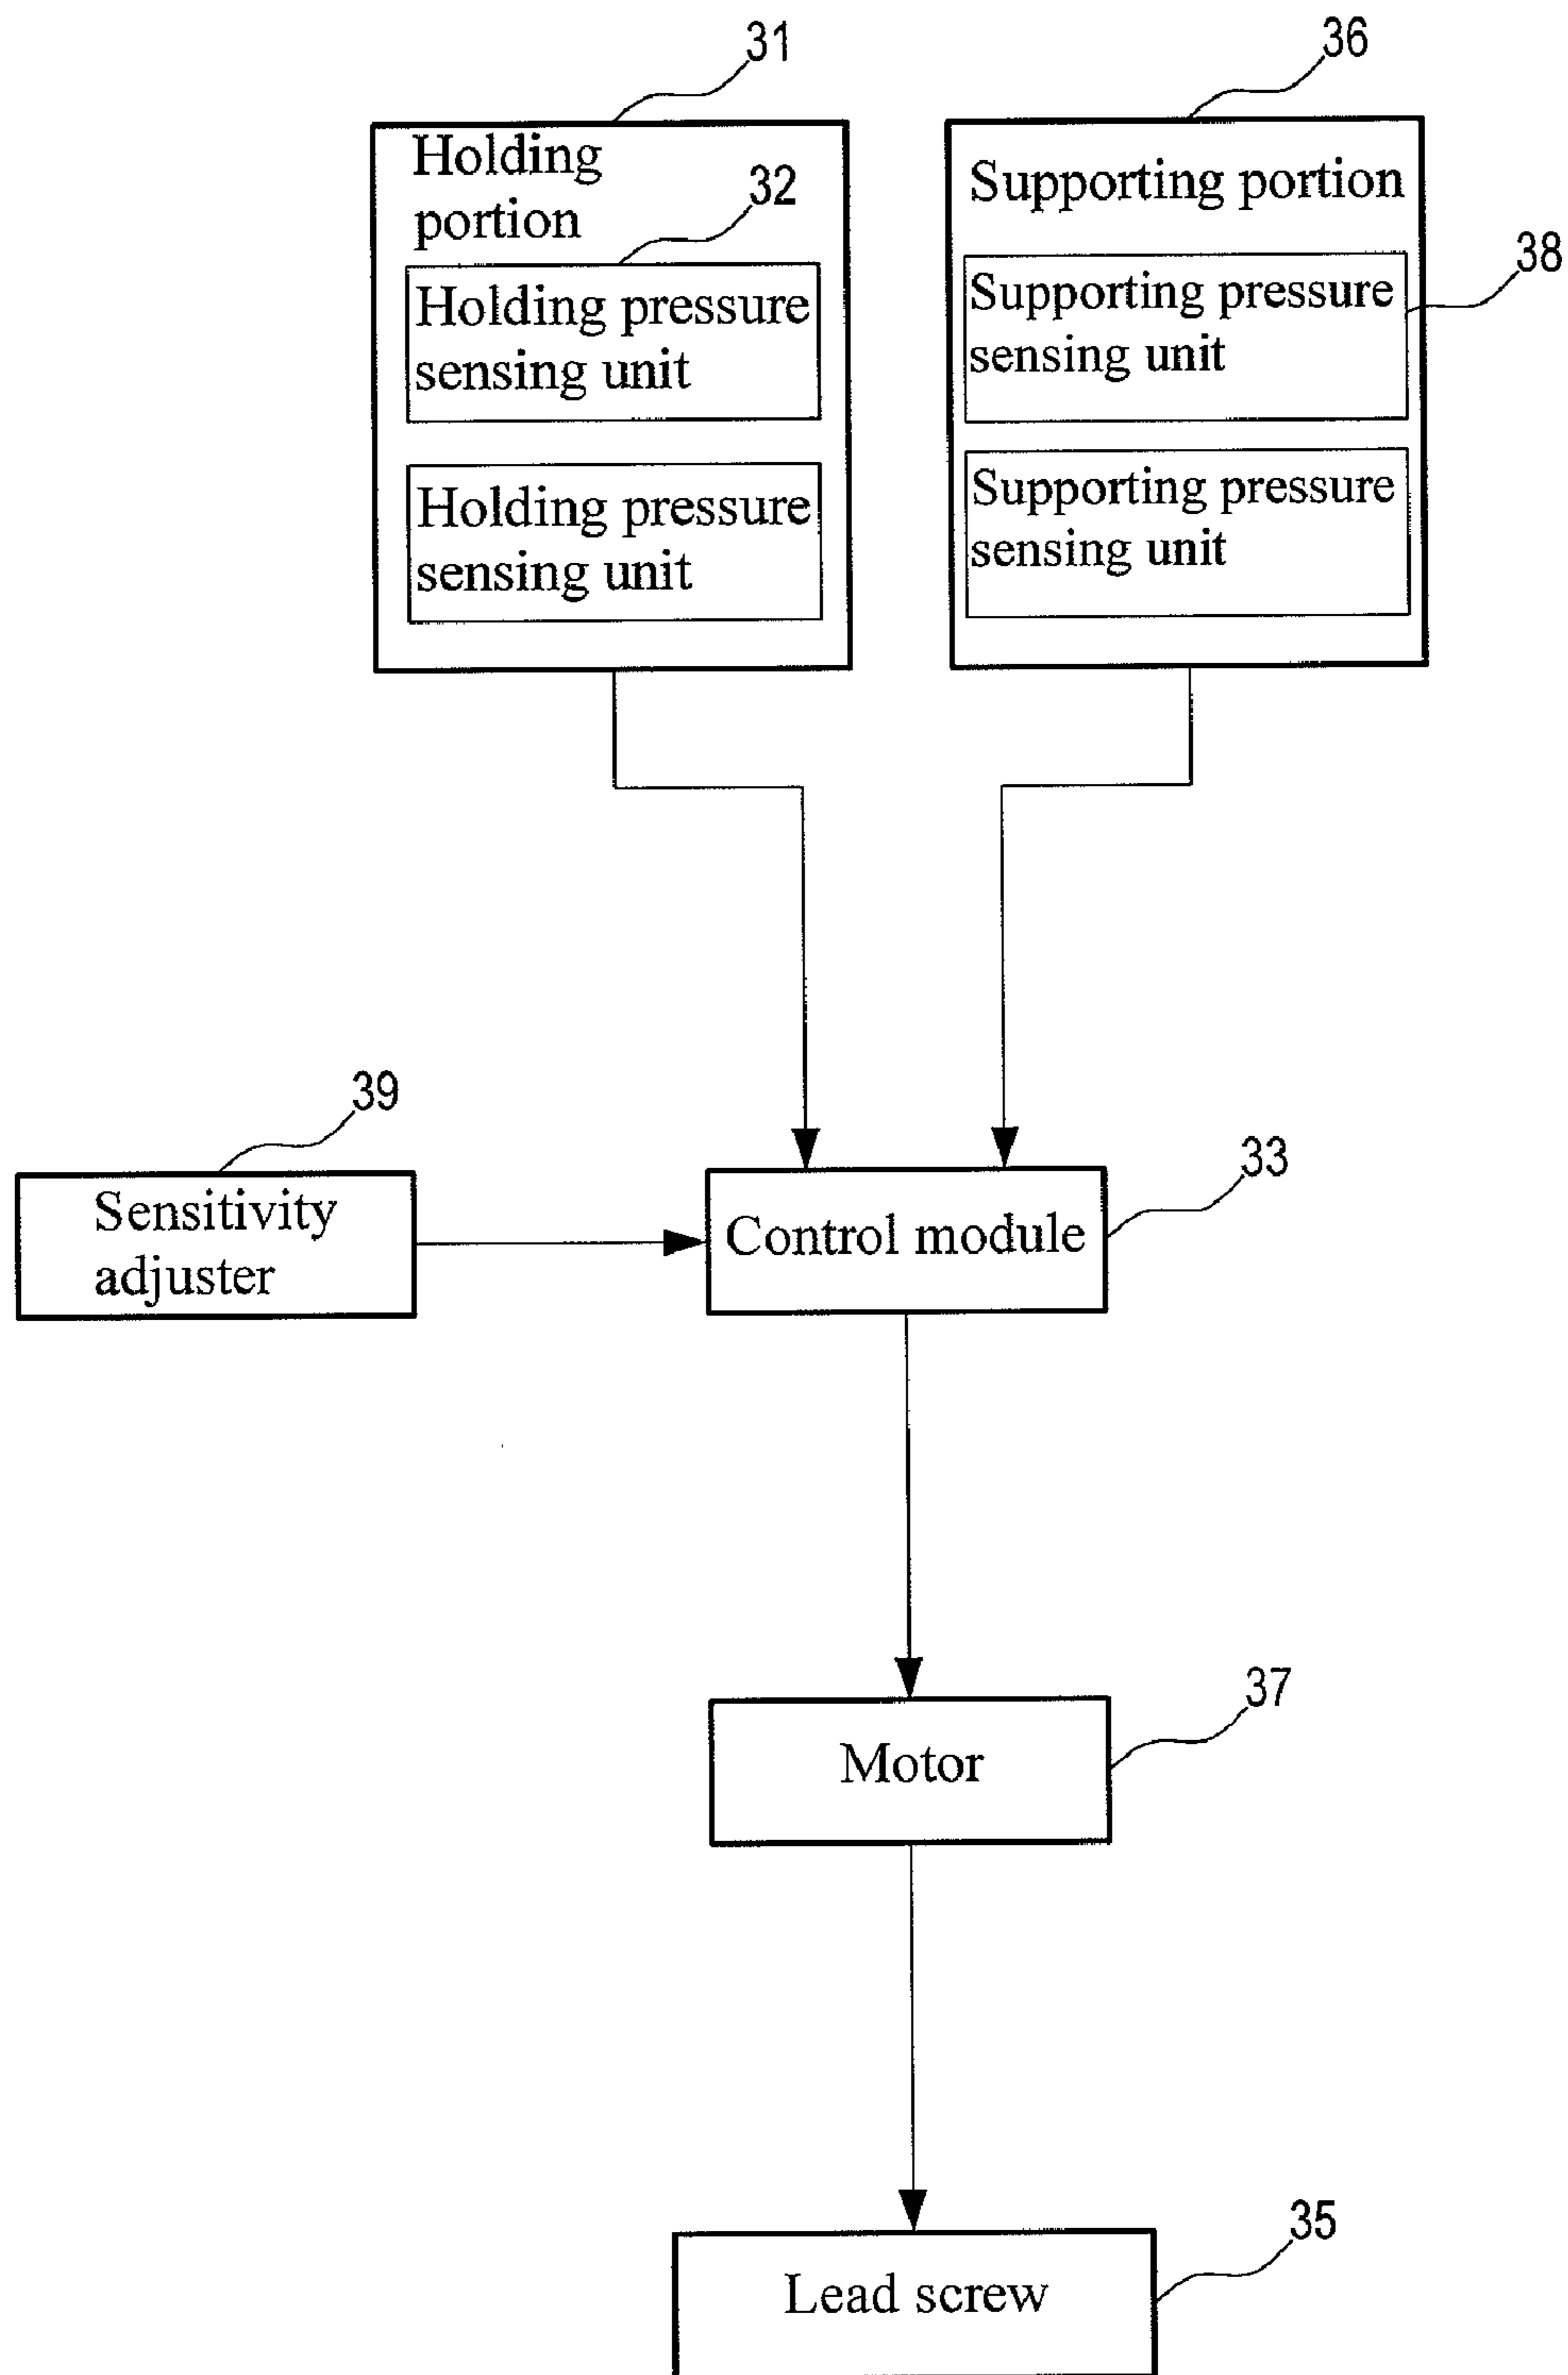 31
36
Holding
portion
32
Supporting portion
38
Holding pressure
sensing unit
Supporting pressure
sensing unit
Holding pressure
sensing unit
Supporting pressure
sensing unit
39
Sensitivity
adjuster
33
Control module
37
Motor
35
Lead screw